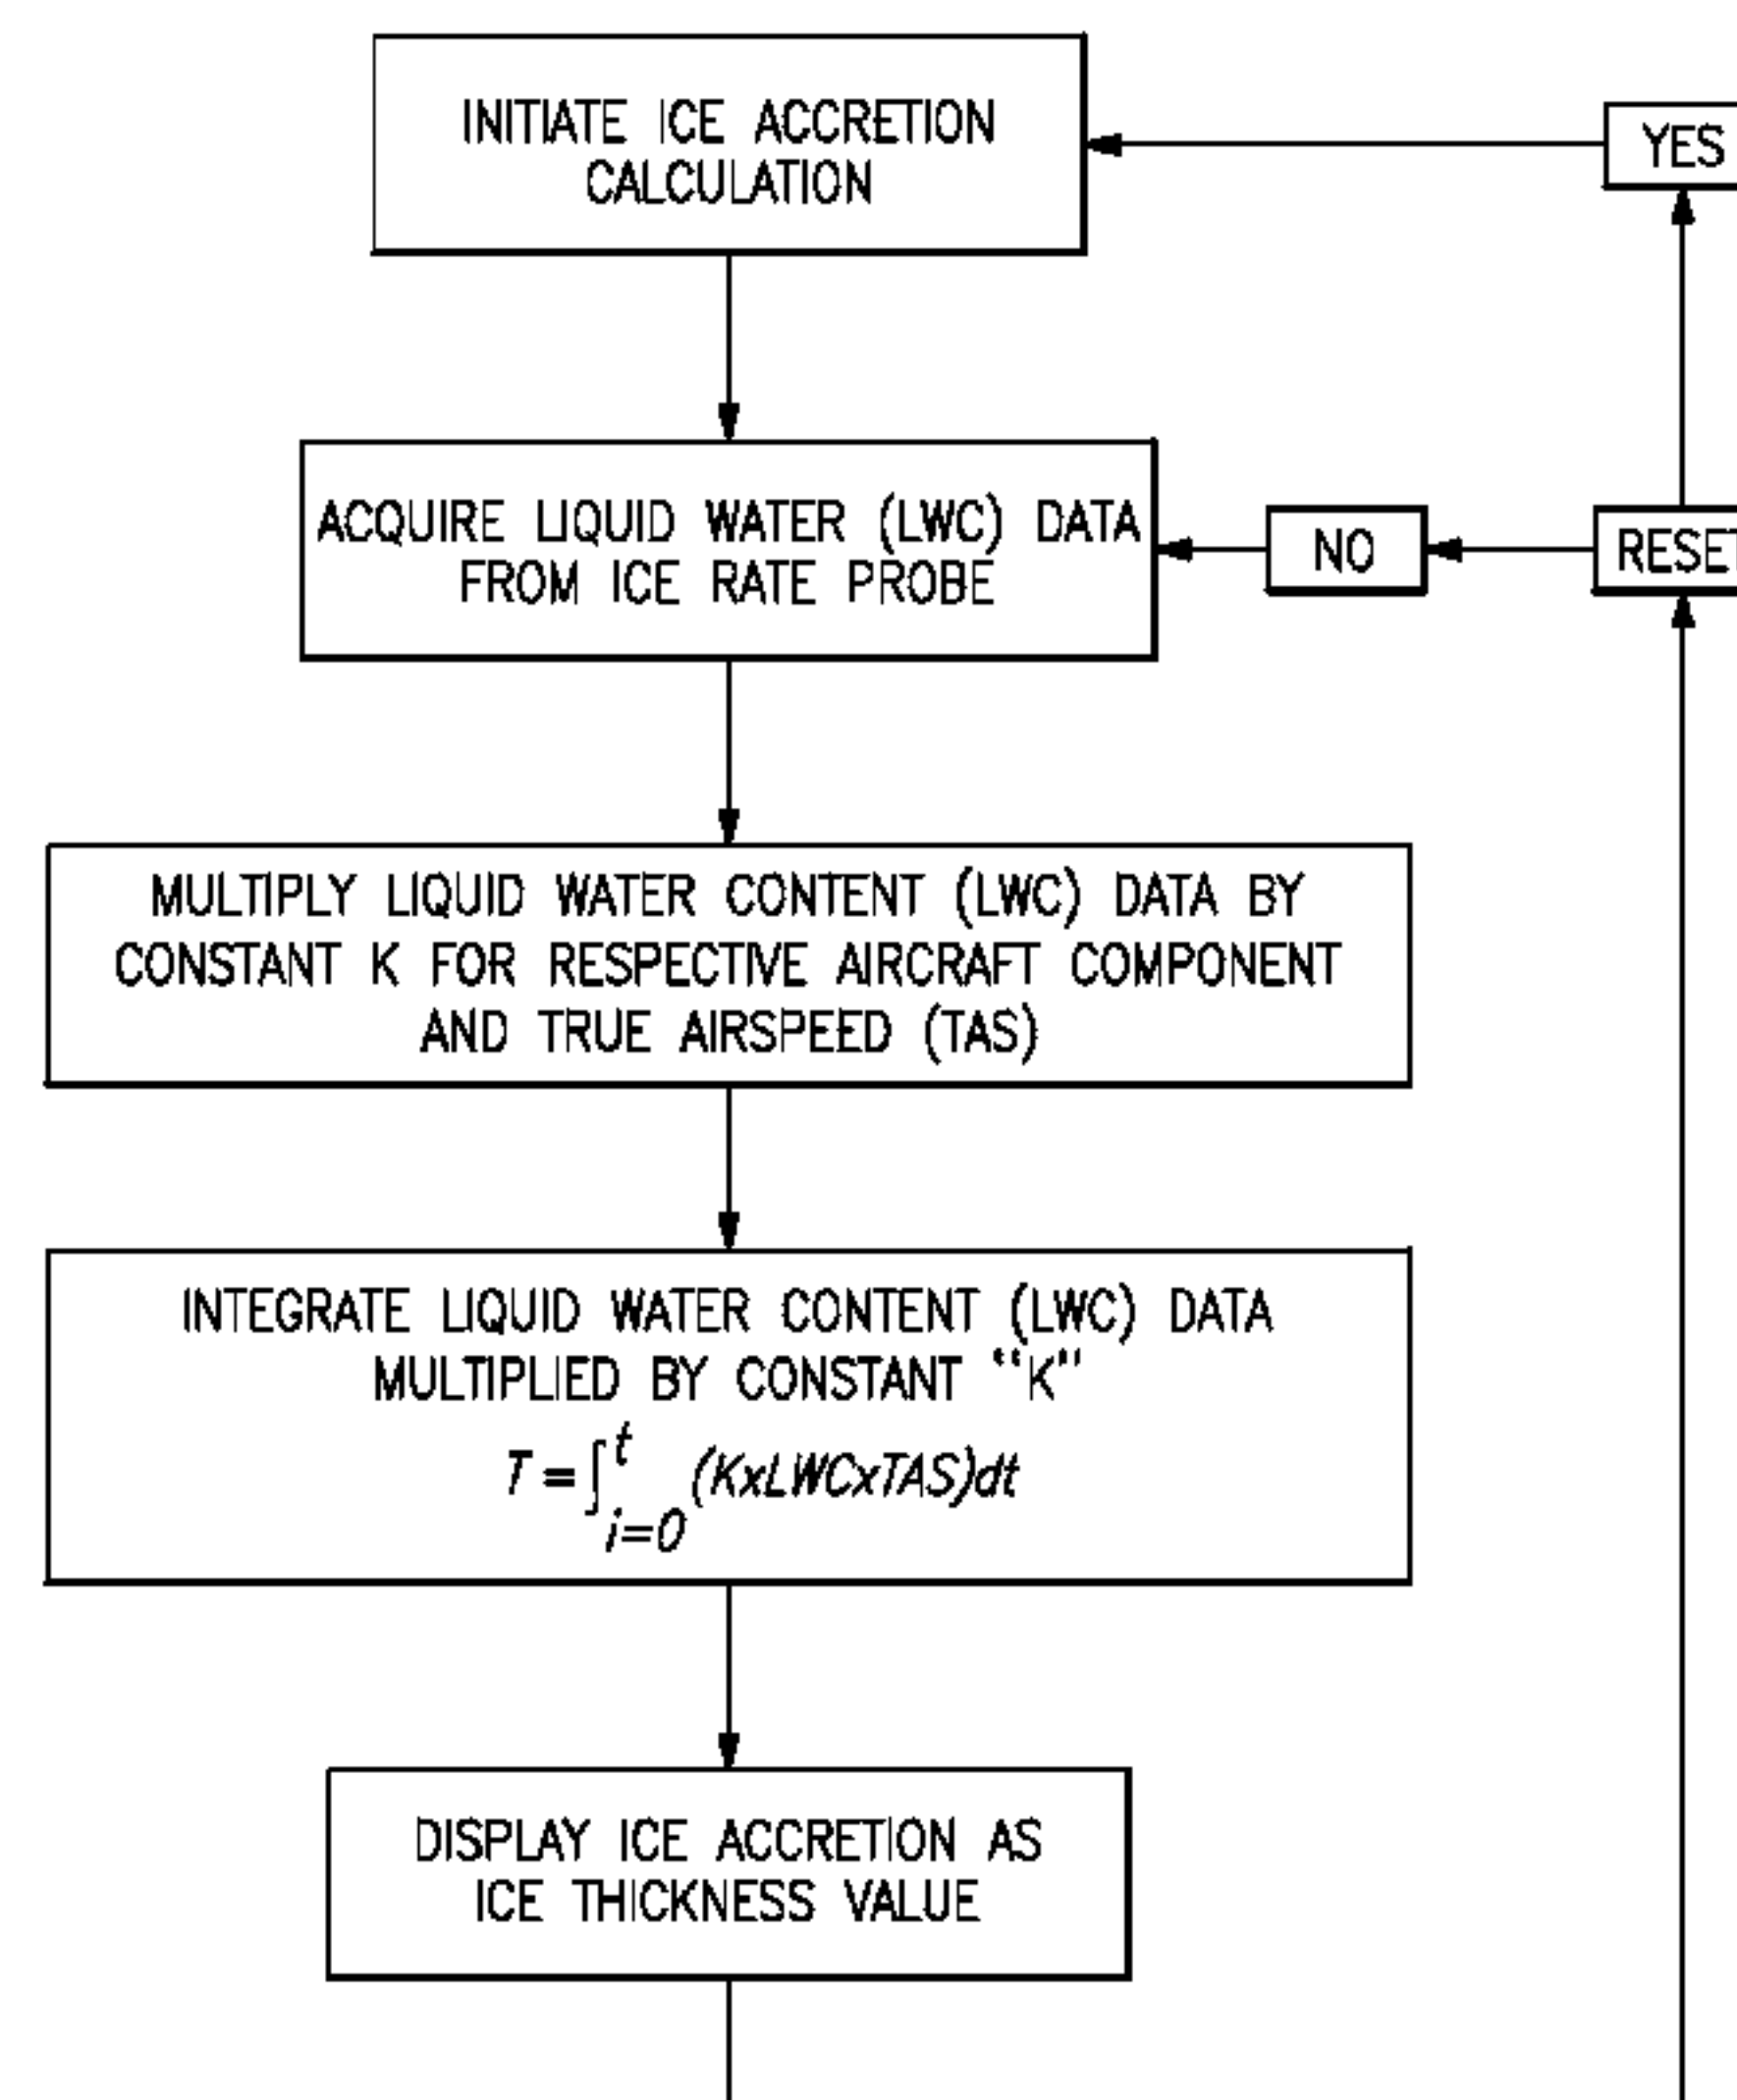 INITIATE ICE ACCRETION
CALCULATION
YES
ACQUIRE LIQUID WATER (LWC) DATA
FROM ICE RATE PROBE
NO
RESET
MULTIPLY LIQUID WATER CONTENT (LWC) DATA BY
CONSTANT K FOR RESPECTIVE AIRCRAFT COMPONENT
AND TRUE AIRSPEED (TAS)
INTEGRATE LIQUID WATER CONTENT (LWC) DATA
MULTIPLIED BY CONSTANT "K"
T=∫_{i=0}^{t}(KxLWCxTAS)dt
DISPLAY ICE ACCRETION AS
ICE THICKNESS VALUE